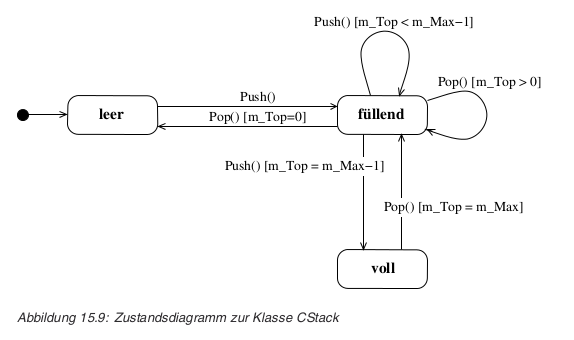 Push() [m_Top < m_Max−1]
Pop() [m_Top > 0]
Push()
leer
füllend
Pop() [m_Top=0]
Push() [m_Top = m_Max−1]
Pop() [m_Top = m_Max]
voll
Abbildung 15.9: Zustandsdiagramm zur Klasse CStack